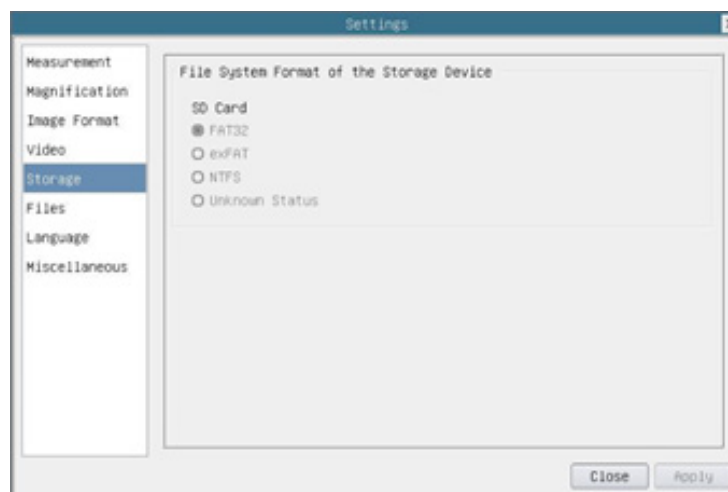 Settings
Measurement
Magnification
Image Format
Video
Storage
Files
Language
Miscellaneous
File System Format of the Storage Device
SD Card
FAT32
exFAT
NTFS
Unknown Status
Close
Apply